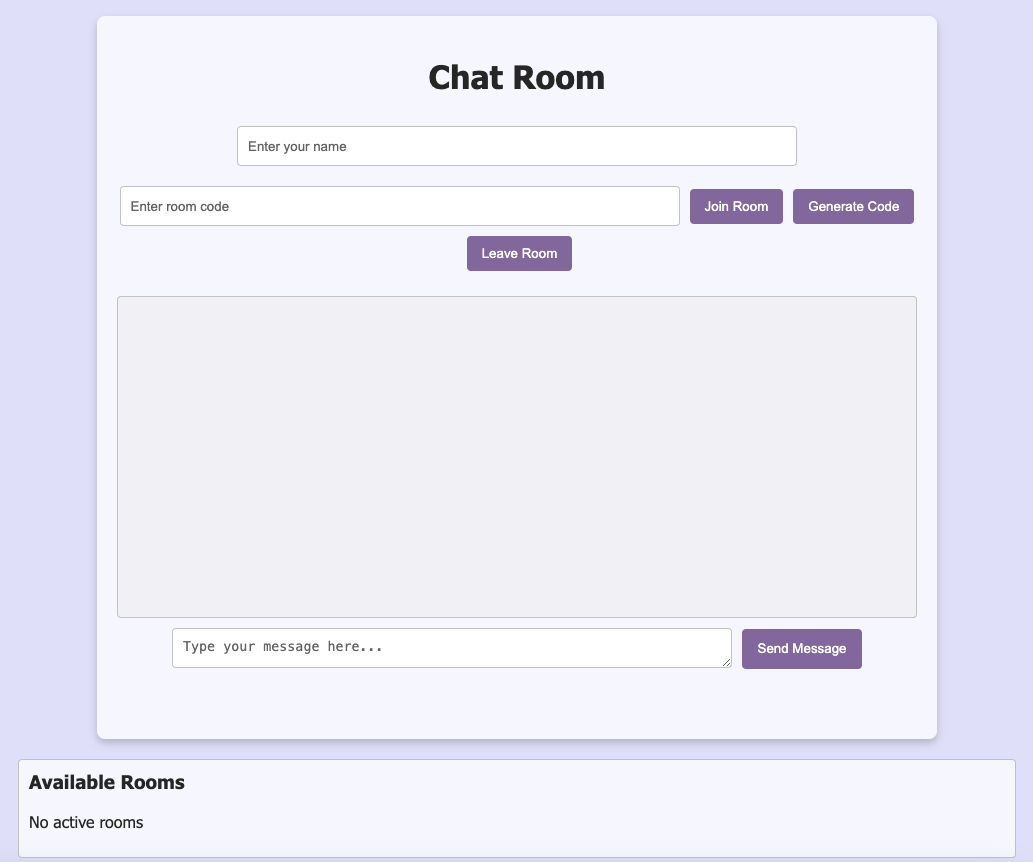 Chat Room
Enter your name
Enter room code Join Room Generate Code
Leave Room
Type your message here... Send Message
Available Rooms
No active rooms